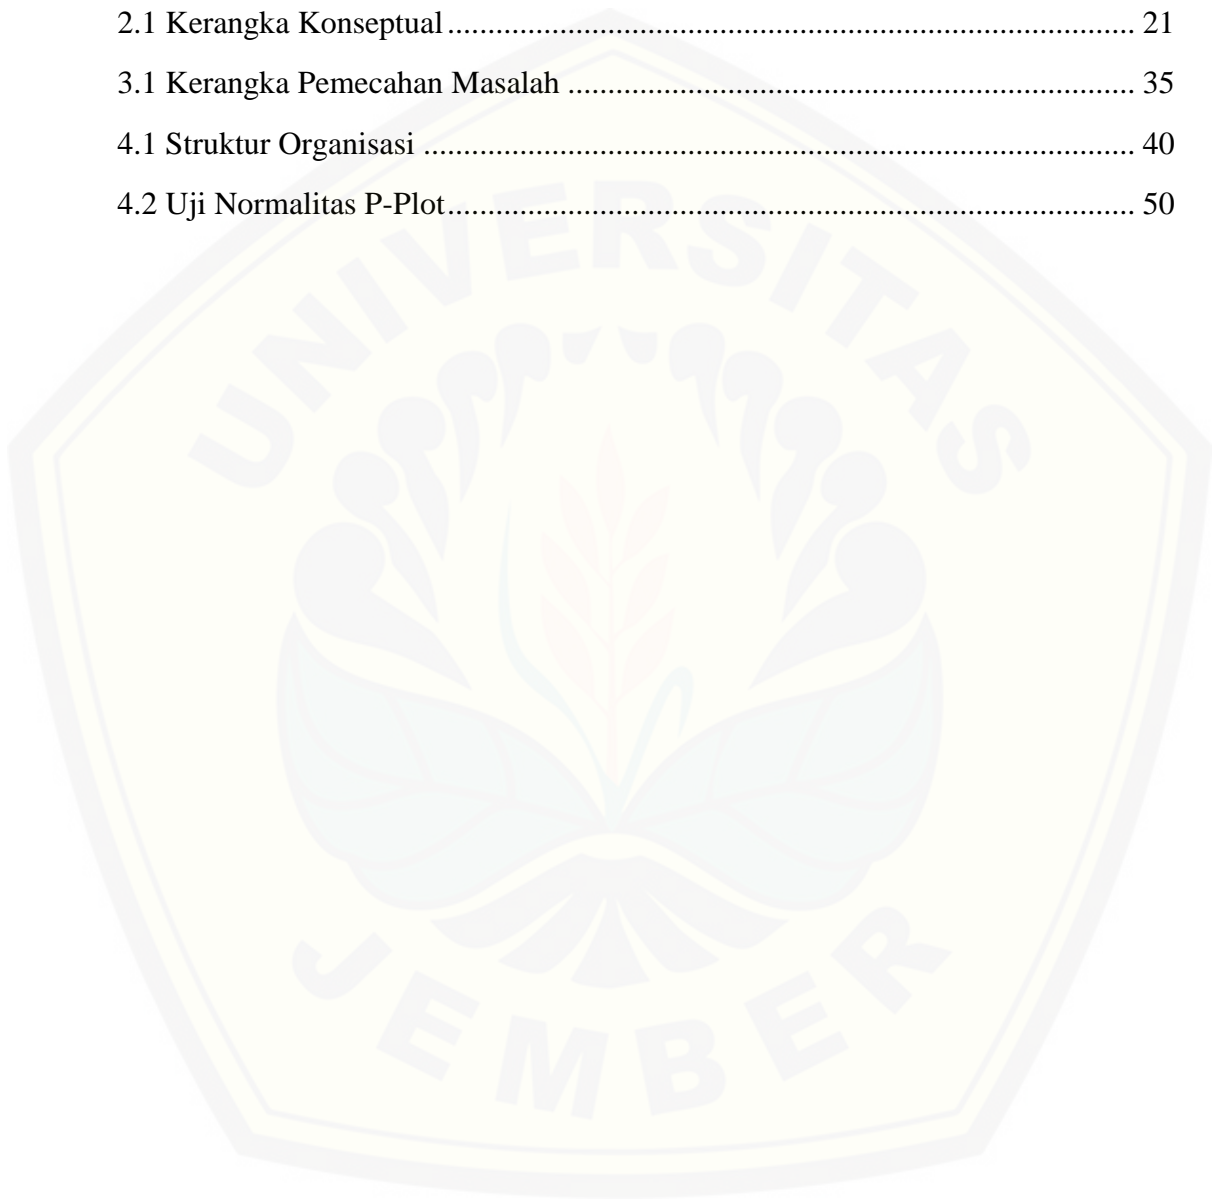 2.1 Kerangka Konseptual ........................................................................................ 21
3.1 Kerangka Pemecahan Masalah ........................................................................ 35
4.1 Struktur Organisasi .......................................................................................... 40
4.2 Uji Normalitas P-Plot........................................................................................ 50
UNIVERSITAS
JEMBER